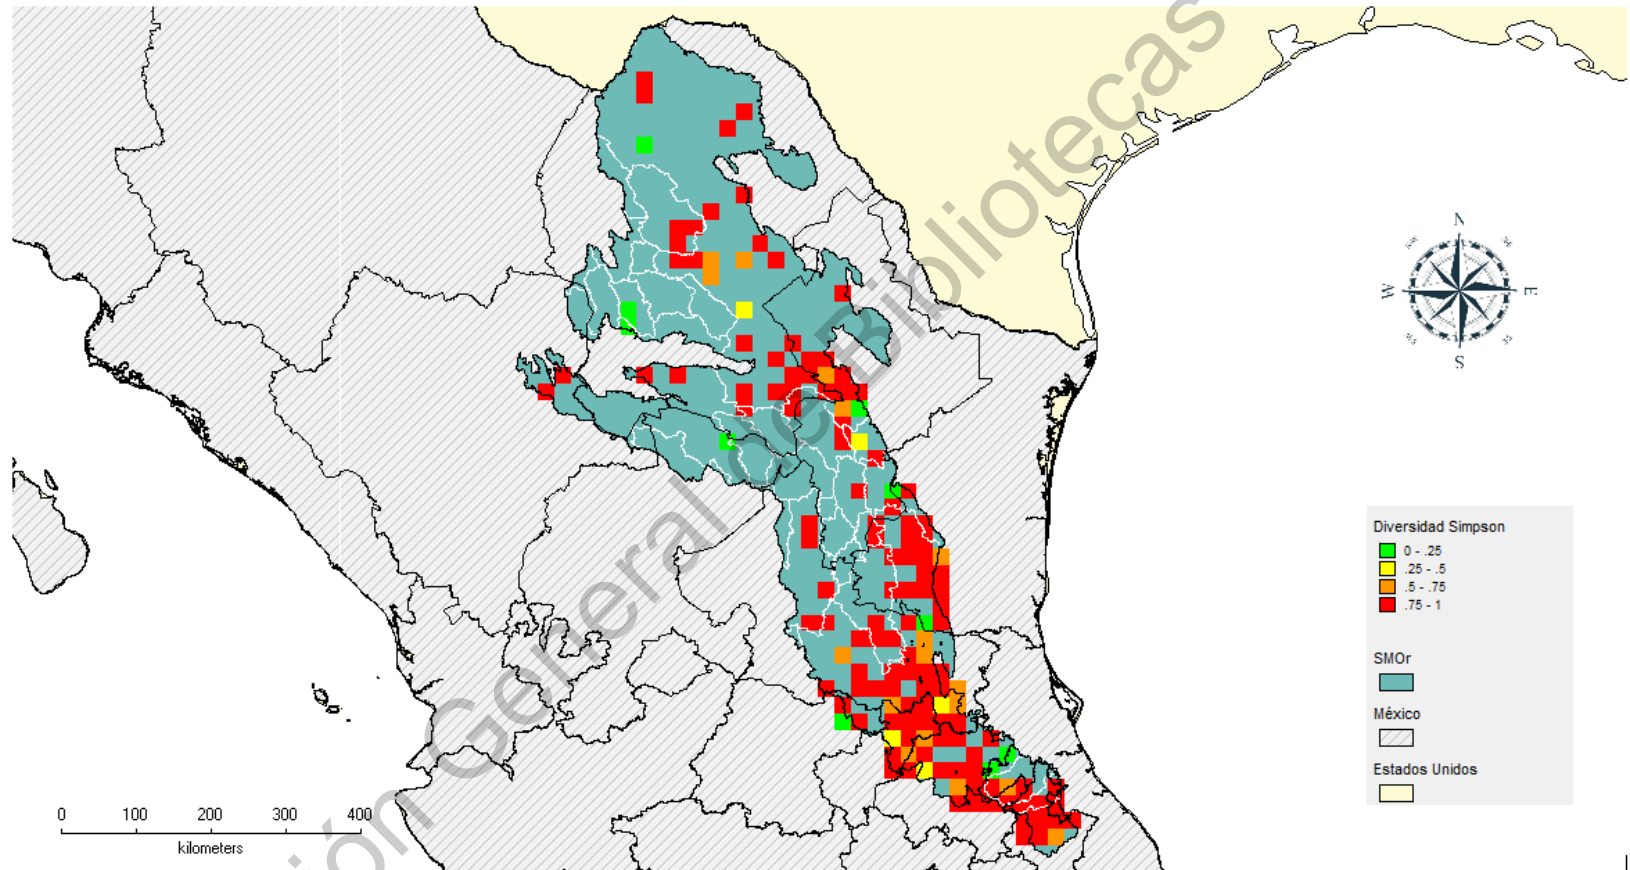 ión General de Bibliotecas
N
W
E
S
Diversidad Simpson
0 - .25
.25 - .5
.5 - .75
.75 - 1
SMOr
México
Estados Unidos
0 100 200 300 400
kilometers